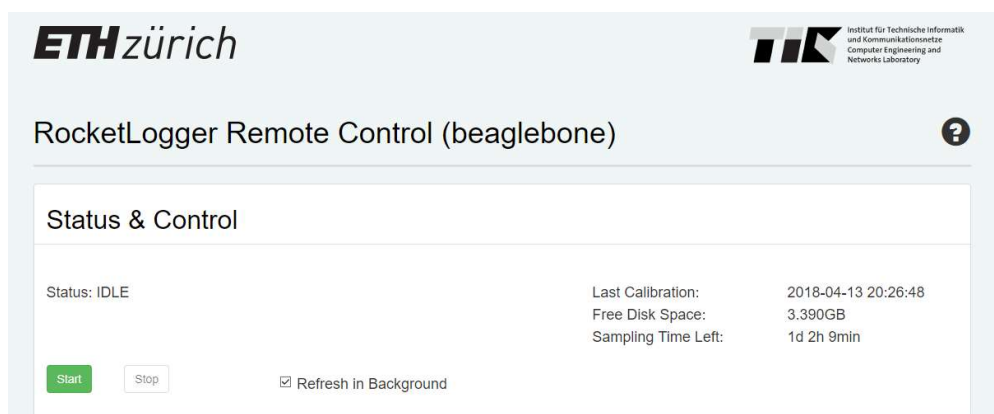 ETH zürich
TIK
Institut für Technische Informatik
und Kommunikationsnetze
Computer Engineering and
Networks Laboratory
RocketLogger Remote Control (beaglebone)
?
Status & Control
Status: IDLE
Last Calibration: 2018-04-13 20:26:48
Free Disk Space: 3.390GB
Sampling Time Left: 1d 2h 9min
Start Stop Refresh in Background